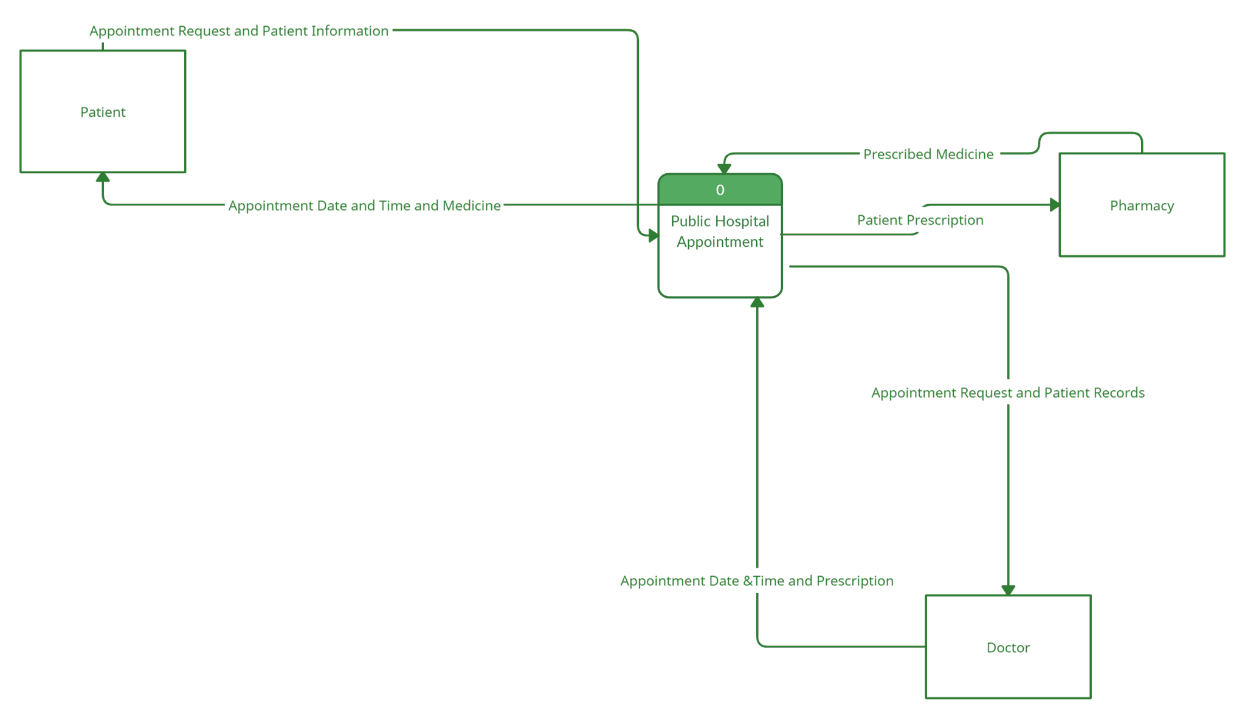 Appointment Request and Patient Information
Patient
Prescribed Medicine
0
Appointment Date and Time and Medicine
Public Hospital
Appointment
Patient Prescription
Pharmacy
Appointment Request and Patient Records
Appointment Date &Time and Prescription
Doctor